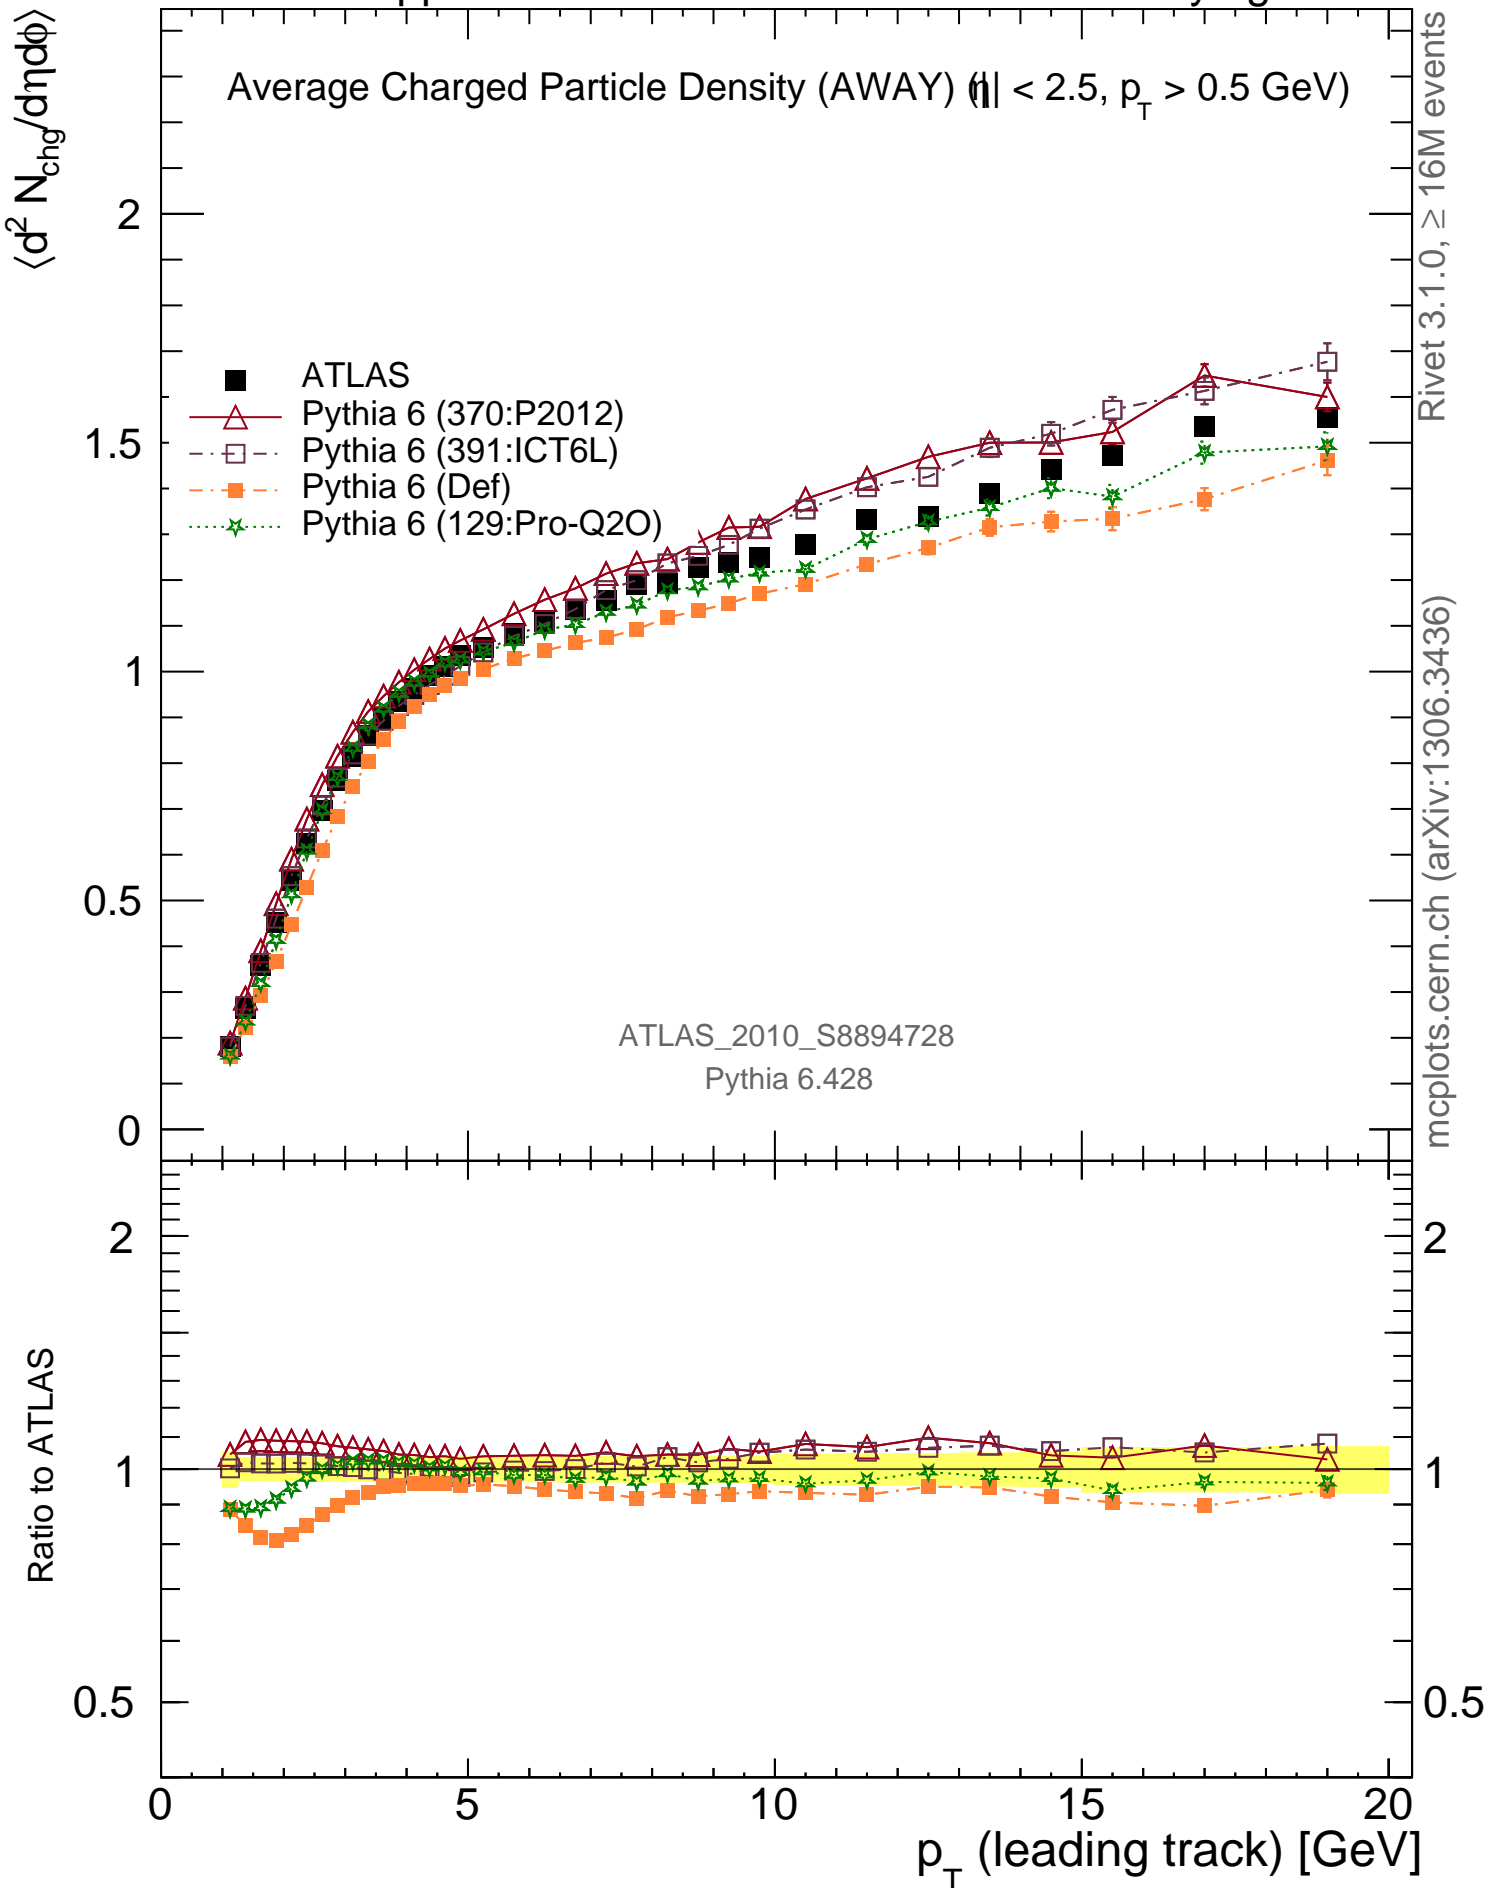 Average Charged Particle Density (AWAY) (|η| < 2.5, p_T > 0.5 GeV)
⟨d² N_chg/dηdϕ⟩
ATLAS
Pythia 6 (370:P2012)
Pythia 6 (391:ICT6L)
Pythia 6 (Def)
Pythia 6 (129:Pro-Q2O)
2
1.5
1
0.5
0
ATLAS_2010_S8894728
Pythia 6.428
Rivet 3.1.0, ≥ 16M events
mcplots.cern.ch (arXiv:1306.3436)
Ratio to ATLAS
2
1
0.5
2
1
0.5
0 5 10 15 20
p_T (leading track) [GeV]